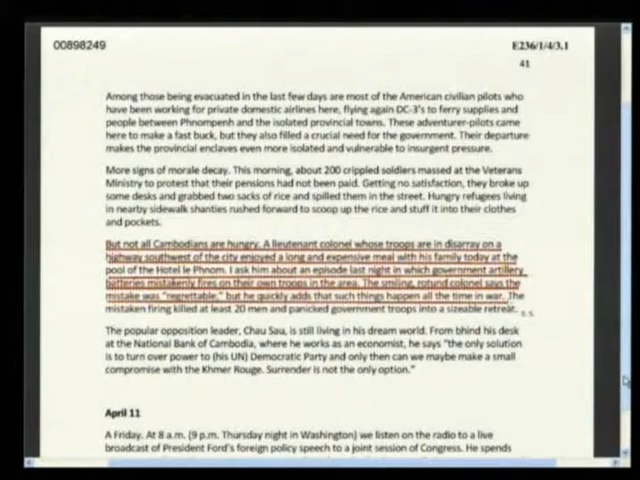 00898249
E236/1/4/3.1
41
Among those being evacuated in the last few days are most of the American civilian pilots who
have been working for private domestic airlines here, flying again DC-3's to ferry supplies and
people between Phnompenh and the isolated provincial towns. These adventurer-pilots came
here to make a fast buck, but they also filled a crucial need for the government. Their departure
makes the provincial enclaves even more isolated and vulnerable to insurgent pressure.
More signs of morale decay. This morning, about 200 crippled soldiers massed at the Veterans
Ministry to protest that their pensions had not been paid. Getting no satisfaction, they broke up
some desks and grabbed two sacks of rice and spilled them in the street. Hungry refugees living
in nearby sidewalk shanties rushed forward to scoop up the rice and stuff it into their clothes
and pockets.
But not all Cambodians are hungry. A lieutenant colonel whose troops are in disarray on a
highway southwest of the city enjoyed a long and expensive meal with his family today at the
pool of the Hotel le Phnom. I ask him about an episode last night in which government artillery
batteries mistakenly fires on their own troops in the area. The smiling, rotund colonel says the
mistake was "regrettable," but he quickly adds that such things happen all the time in war. The
mistaken firing killed at least 20 men and panicked government troops into a sizeable retreat.
The popular opposition leader, Chau Sau, is still living in his dream world. From bhind his desk
at the National Bank of Cambodia, where he works as an economist, he says "the only solution
is to turn over power to (his UN) Democratic Party and only then can we maybe make a small
compromise with the Khmer Rouge. Surrender is not the only option."
April 11
A Friday. At 8 a.m. (9 p.m. Thursday night in Washington) we listen on the radio to a live
broadcast of President Ford's foreign policy speech to a joint session of Congress. He spends